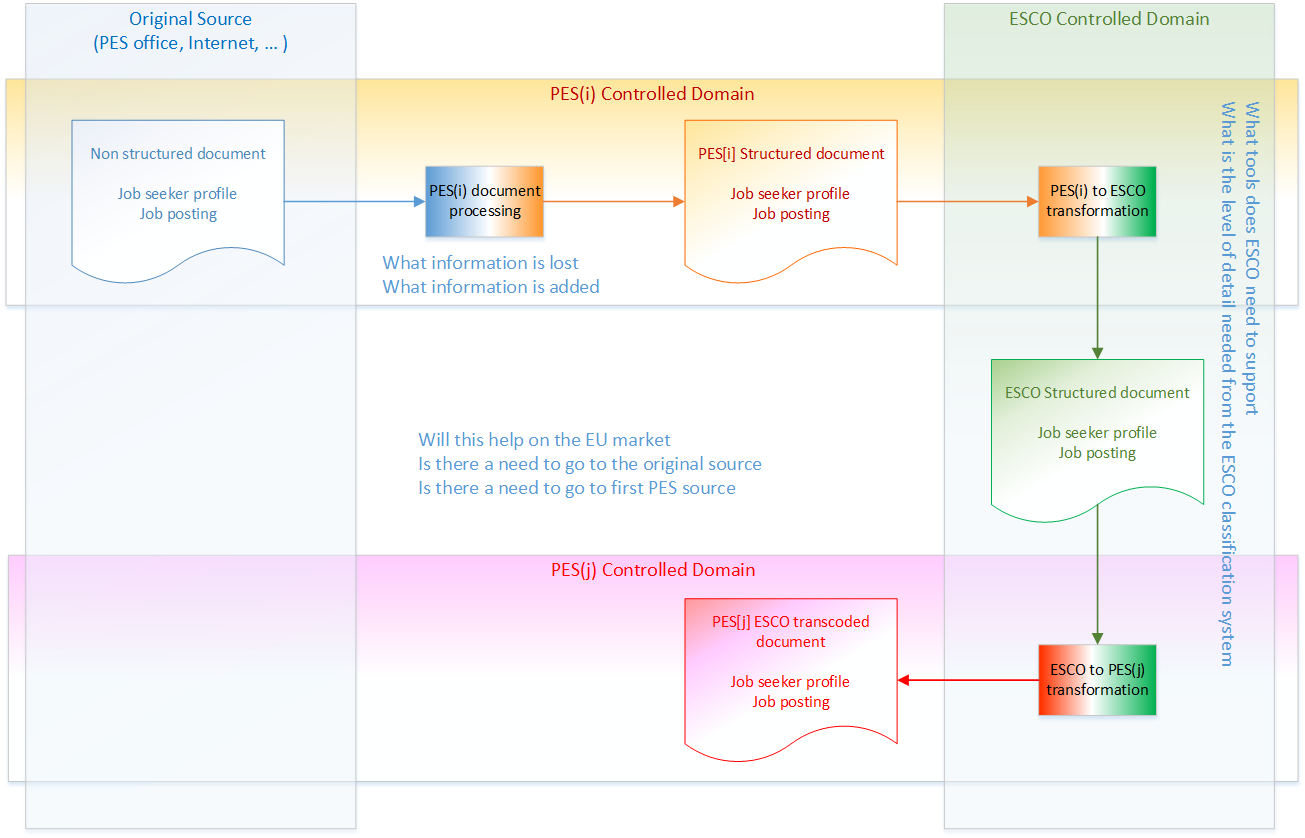 Original Source
(PES office, Internet, ... )
ESCO Controlled Domain
PES(i) Controlled Domain
Non structured document
Job seeker profile
Job posting
PES(i) document
processing
PES[i] Structured document
Job seeker profile
Job posting
PES(i) to ESCO
transformation
What information is lost
What information is added
What tools does ESCO need to support
What is the level of detail needed from the ESCO classification system
ESCO Structured document
Job seeker profile
Job posting
Will this help on the EU market
Is there a need to go to the original source
Is there a need to go to first PES source
PES(j) Controlled Domain
PES[j] ESCO transcoded
document
Job seeker profile
Job posting
ESCO to PES(j)
transformation